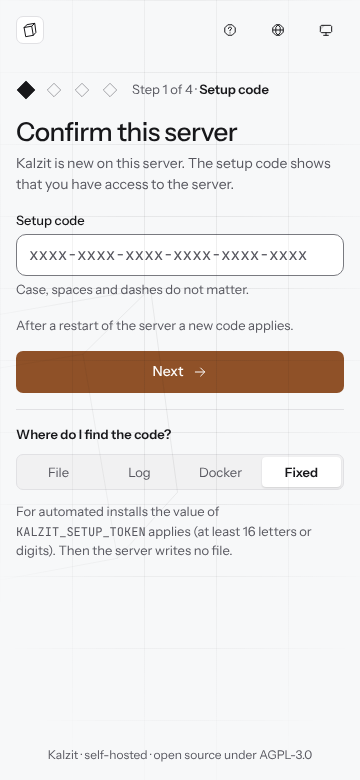 Step 1 of 4 · Setup code
Confirm this server
Kalzit is new on this server. The setup code shows
that you have access to the server.
Setup code
XXXX-XXXX-XXXX-XXXX-XXXX-XXXX
Case, spaces and dashes do not matter.
After a restart of the server a new code applies.
Next →
Where do I find the code?
File Log Docker Fixed
For automated installs the value of
KALZIT_SETUP_TOKEN applies (at least 16 letters or
digits). Then the server writes no file.
Kalzit · self-hosted · open source under AGPL-3.0